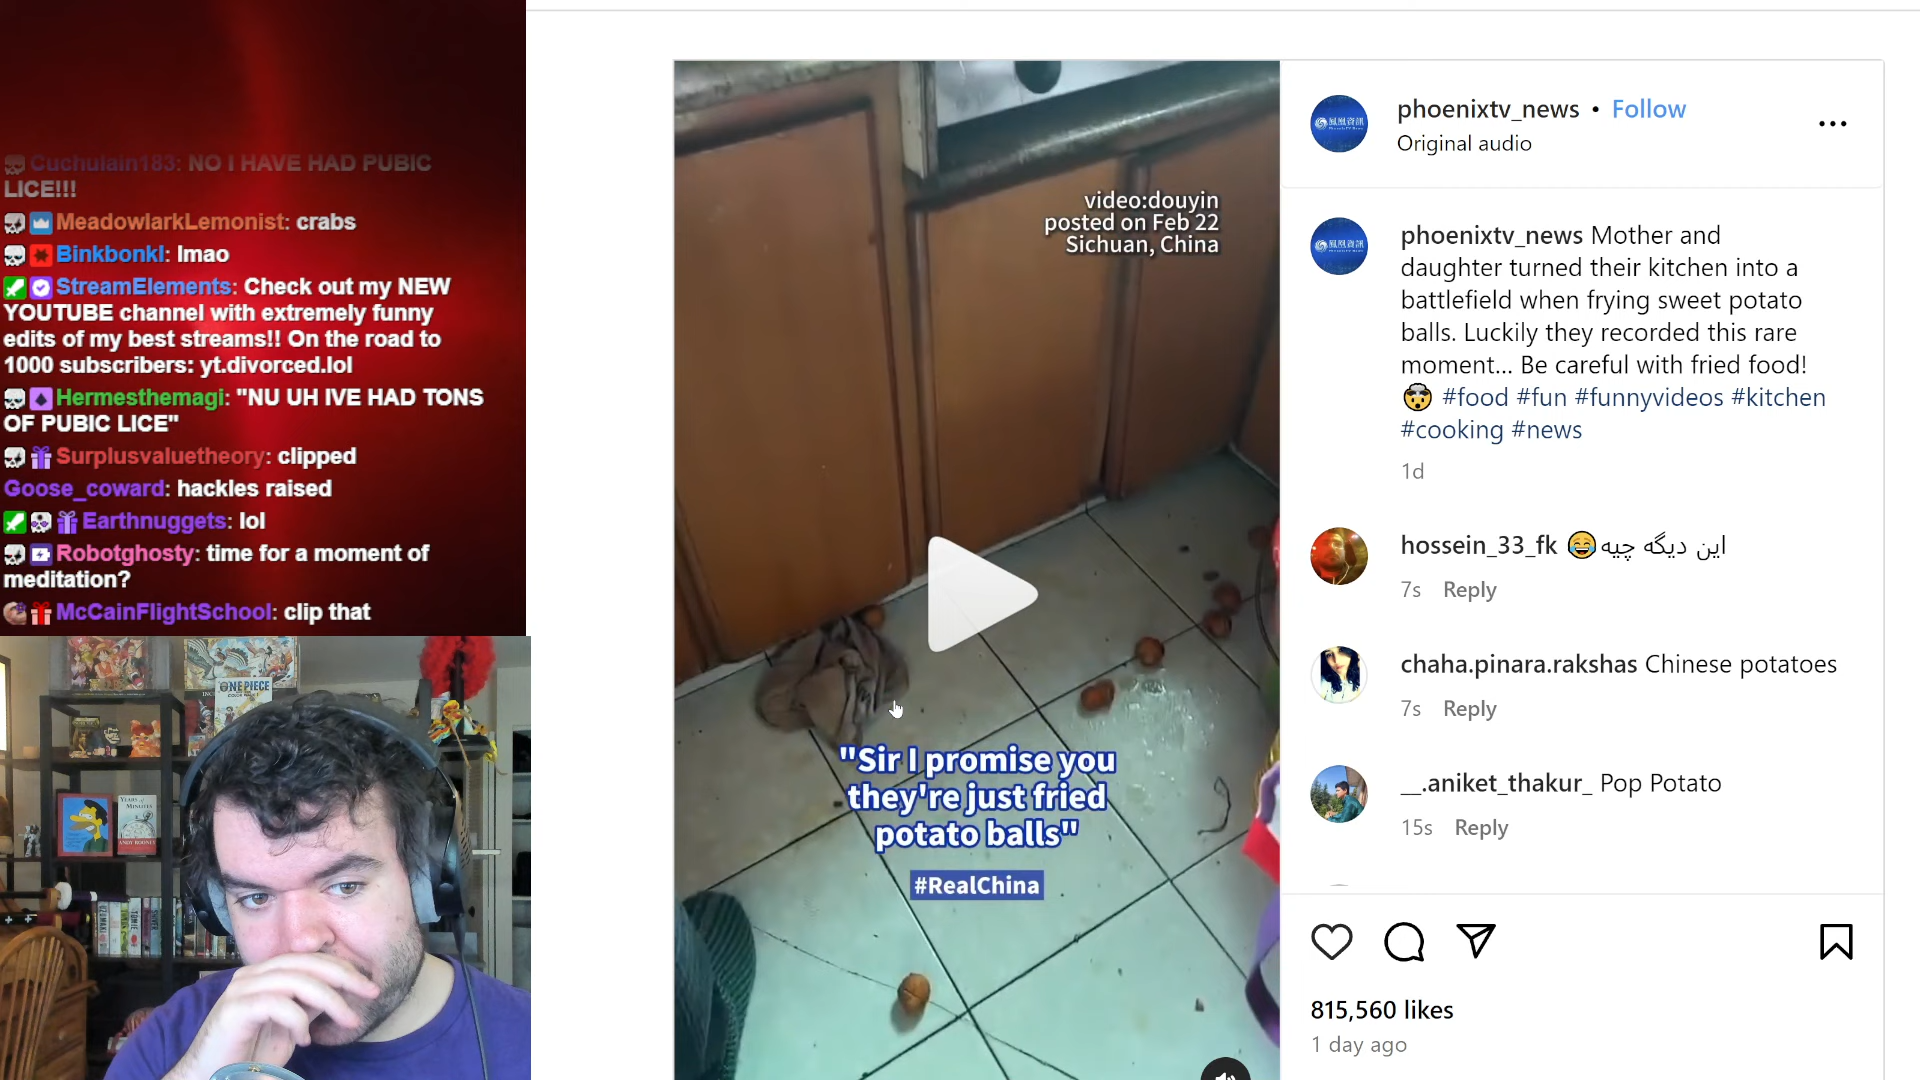 Cuchulain183: NO I HAVE HAD PUBIC
LICE!!!
MeadowlarkLemonist: crabs
Binkbonkl: lmao
StreamElements: Check out my NEW
YOUTUBE channel with extremely funny
edits of my best streams!! On the road to
1000 subscribers: yt.divorced.lol
Hermesthemagi: "NU UH IVE HAD TONS
OF PUBIC LICE"
Surplusvaluetheory: clipped
Goose_coward: hackles raised
Earthnuggets: lol
Robotghosty: time for a moment of
meditation?
McCainFlightSchool: clip that
ONE PIECE
video:douyin
posted on Feb 22
Sichuan, China
"Sir I promise you
they're just fried
potato balls"
#RealChina
phoenixtv_news • Follow
Original audio
phoenixtv_news Mother and
daughter turned their kitchen into a
battlefield when frying sweet potato
balls. Luckily they recorded this rare
moment... Be careful with fried food!
🤯 #food #fun #funnyvideos #kitchen
#cooking #news
1d
hossein_33_fk 😂این دیگه چیه
7s Reply
chaha.pinara.rakshas Chinese potatoes
7s Reply
__.aniket_thakur_ Pop Potato
15s Reply
815,560 likes
1 day ago